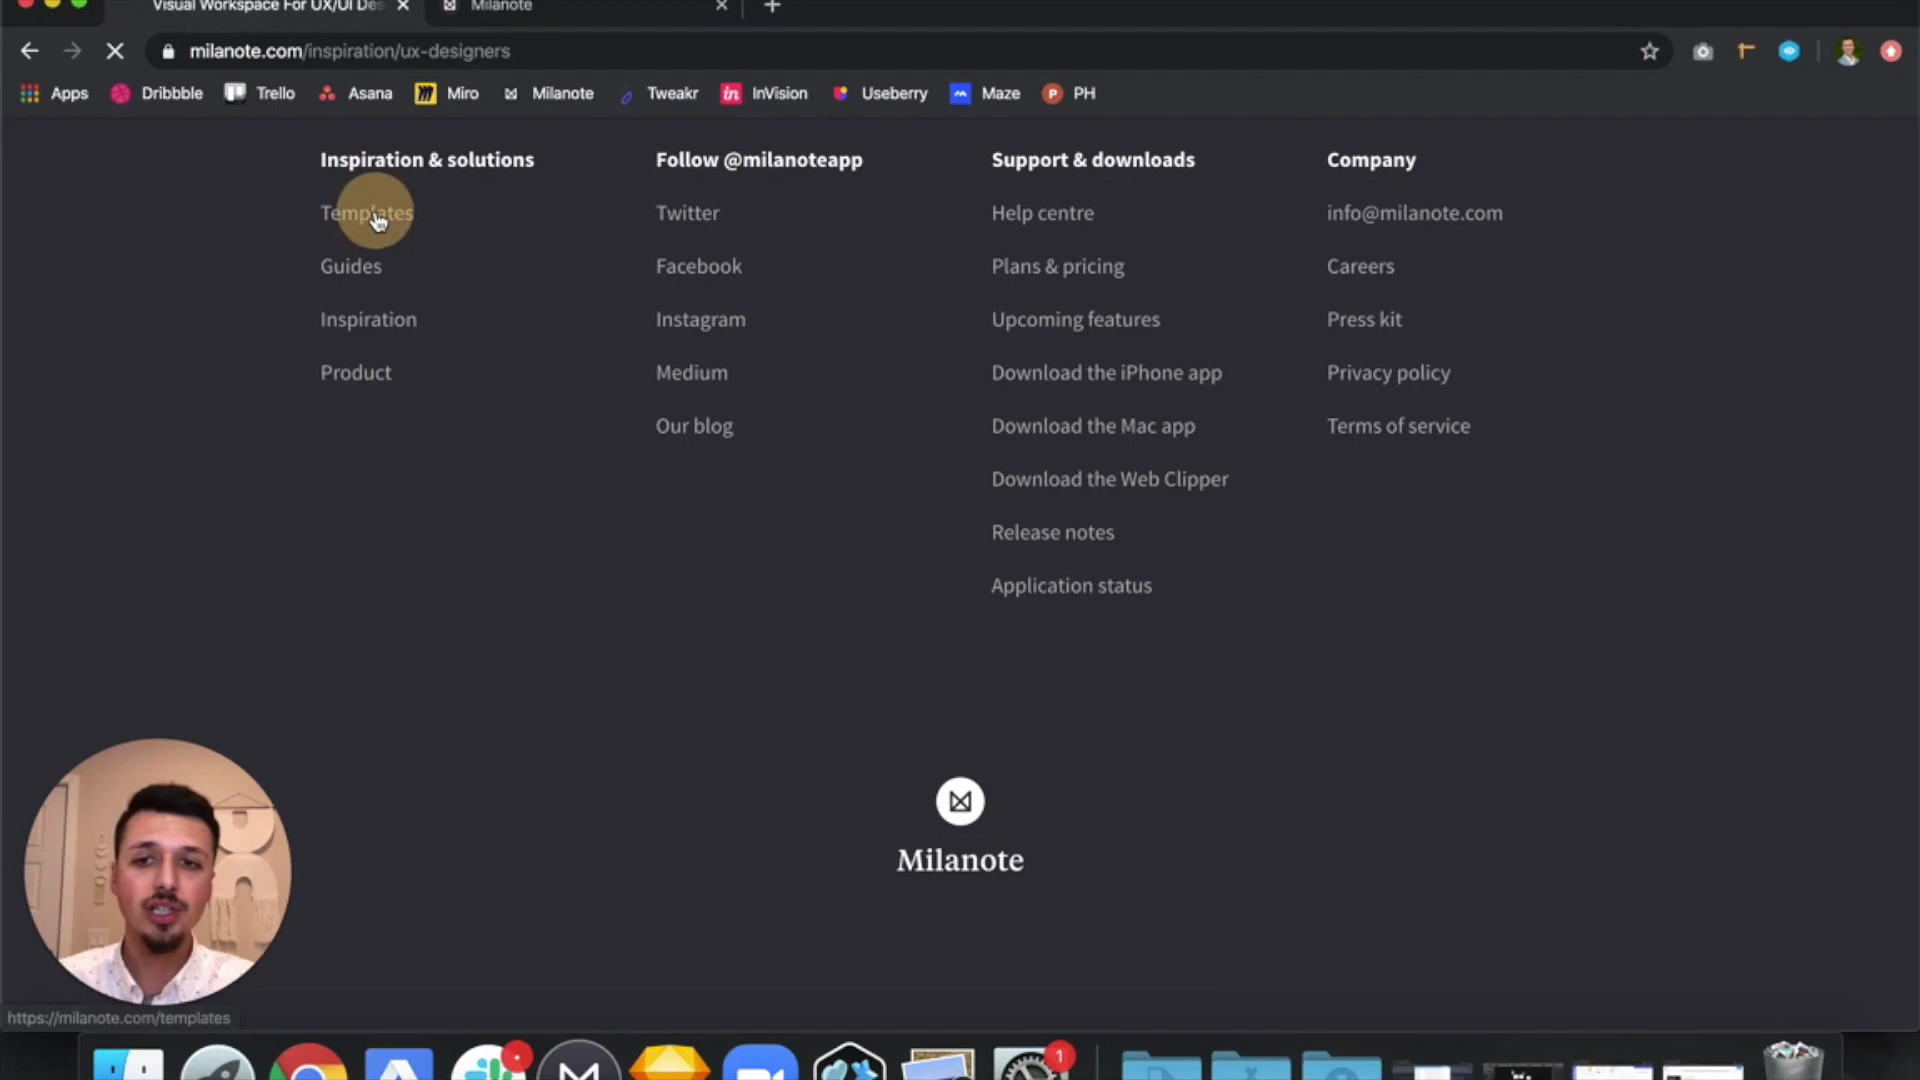 Visual Workspace For UX/UI Des
Milanote
milanote.com/inspiration/ux-designers
Apps
Dribbble
Trello
Asana
Miro
Milanote
Tweakr
in
InVision
Useberry
Maze
P
PH
Inspiration & solutions
Templates
Guides
Inspiration
Product
Follow @milanoteapp
Twitter
Facebook
Instagram
Medium
Our blog
Support & downloads
Help centre
Plans & pricing
Upcoming features
Download the iPhone app
Download the Mac app
Download the Web Clipper
Release notes
Application status
Company
info@milanote.com
Careers
Press kit
Privacy policy
Terms of service
Milanote
https://milanote.com/templates
1